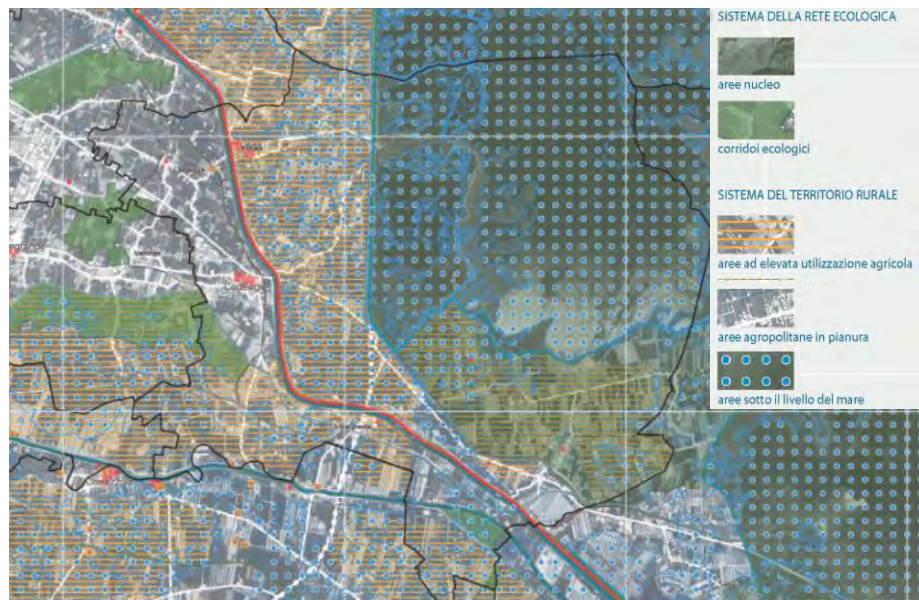 SISTEMA DELLA RETE ECOLOGICA
aree nucleo
corridoi ecologici
SISTEMA DEL TERRITORIO RURALE
aree ad elevata utilizzazione agricola
aree agropolitane in pianura
aree sotto il livello del mare
Codevigo